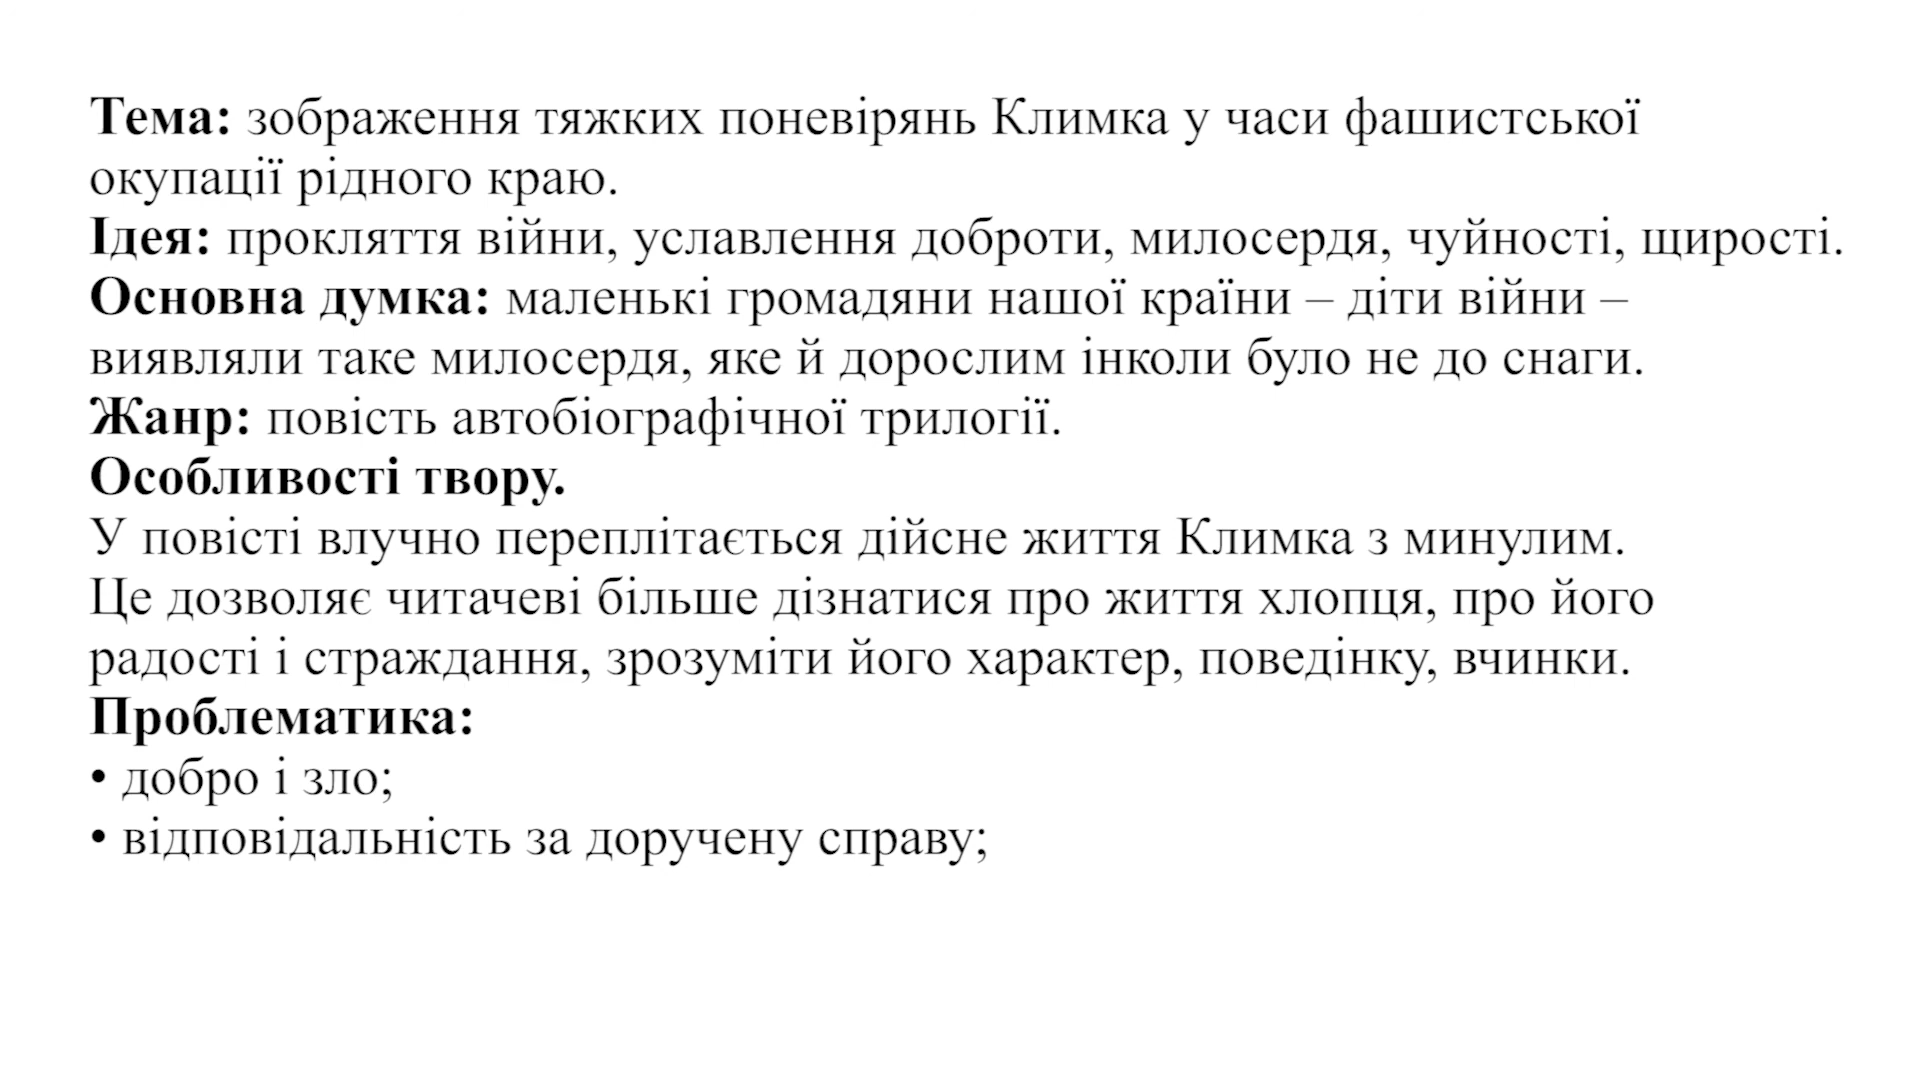 Тема: зображення тяжких поневірянь Климка у часи фашистської
окупації рідного краю.
Ідея: прокляття війни, уславлення доброти, милосердя, чуйності, щирості.
Основна думка: маленькі громадяни нашої країни – діти війни –
виявляли таке милосердя, яке й дорослим інколи було не до снаги.
Жанр: повість автобіографічної трилогії.
Особливості твору.
У повісті влучно переплітається дійсне життя Климка з минулим.
Це дозволяє читачеві більше дізнатися про життя хлопця, про його
радості і страждання, зрозуміти його характер, поведінку, вчинки.
Проблематика:
• добро і зло;
• відповідальність за доручену справу;